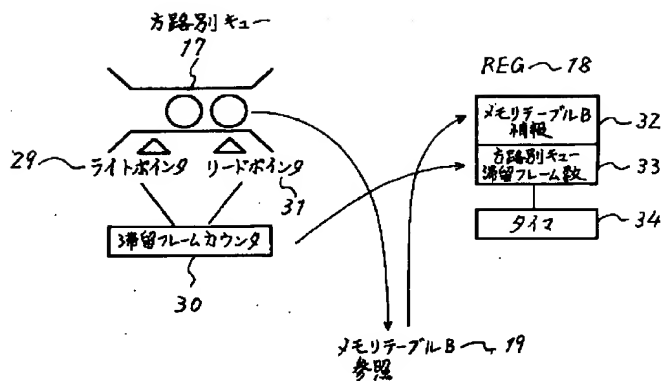 方路別キュー
17
REG 18
メモリテーブルB
情報
32
方路別キュー
滞留フレーム数
33
タイマ
34
29
ライトポインタ
リードポインタ
31
滞留フレームカウンタ
30
メモリテーブルB 19
参照